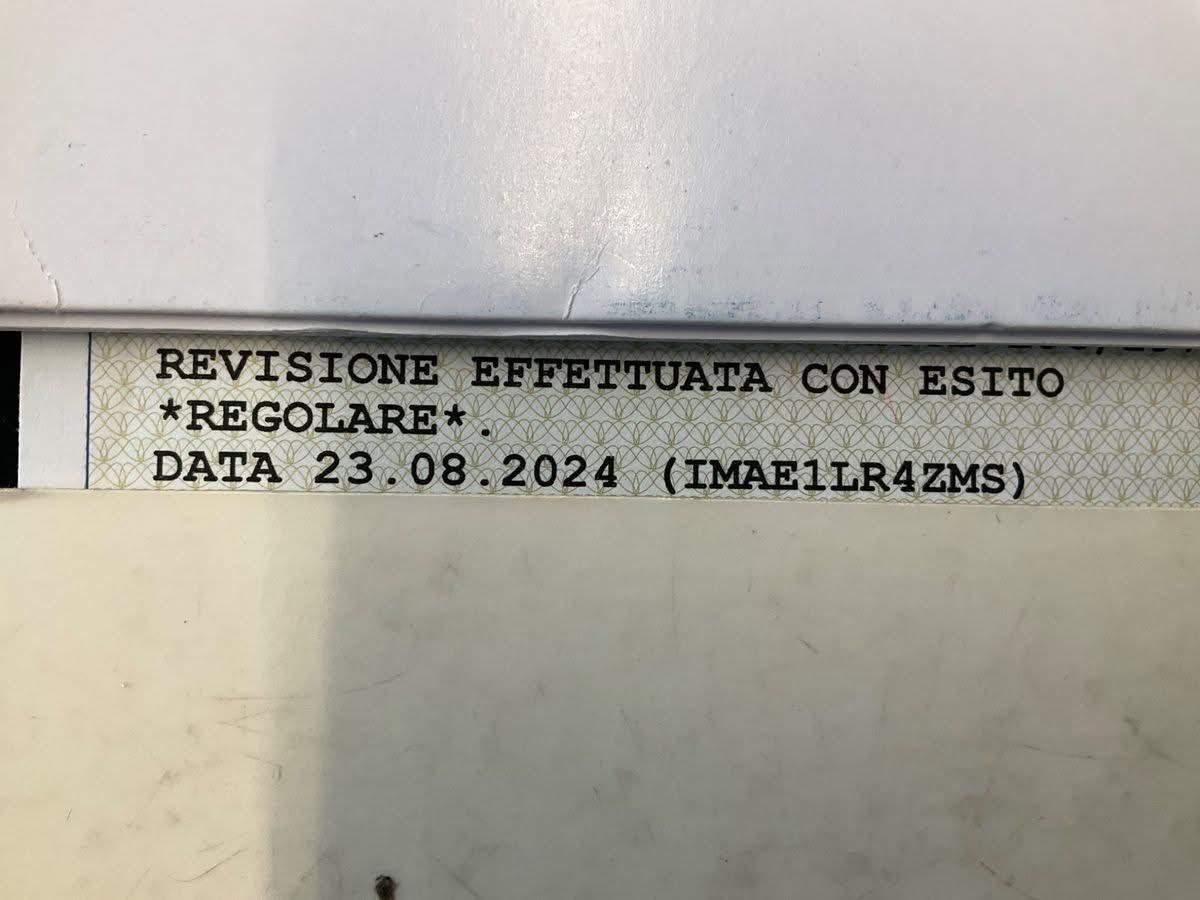 REVISIONE EFFETTUATA CON ESITO
*REGOLARE*.
DATA 23.08.2024 (IMAE1LR4ZMS)